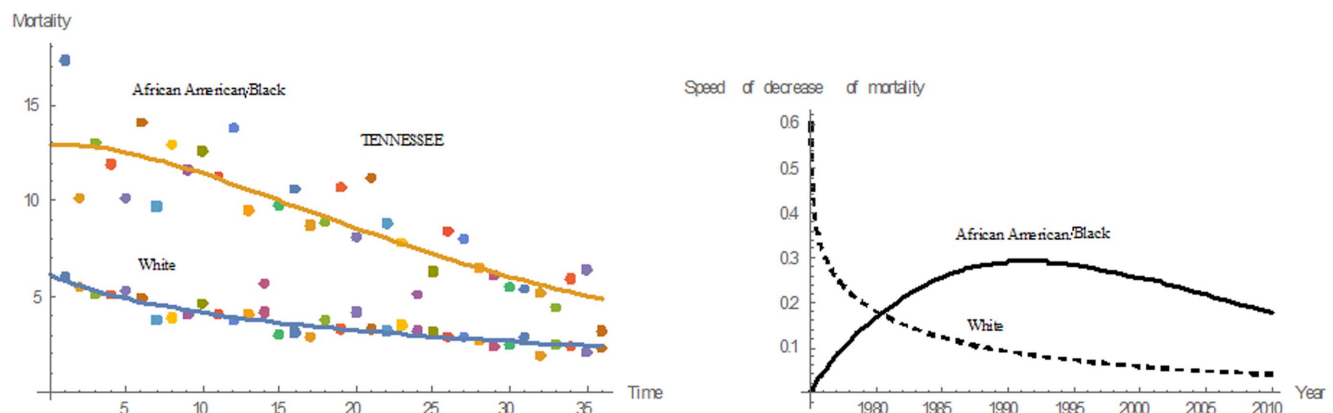 Mortality
15
10
5
African American/Black
TENNESSEE
White
5 10 15 20 25 30 35 Time
Speed of decrease of mortality
0.6
0.5
0.4
0.3
0.2
0.1
African American/Black
White
1980 1985 1990 1995 2000 2005 2010 Year